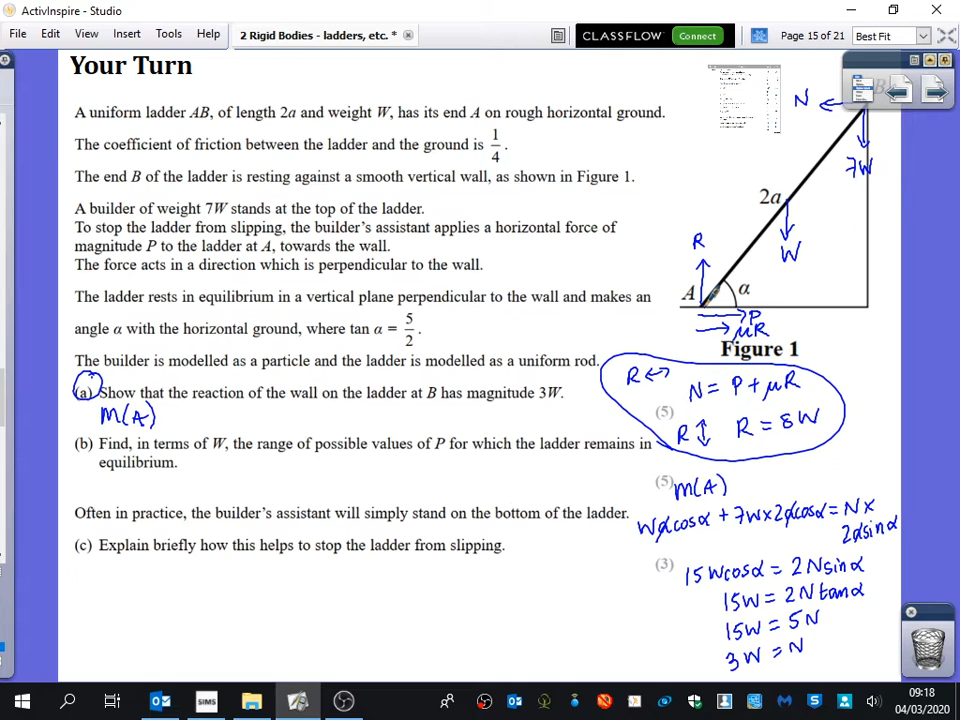 ActivInspire - Studio
File Edit View Insert Tools Help
2 Rigid Bodies - ladders, etc. *
CLASSFLOW Connect
Page 15 of 21
Best Fit
Your Turn
A uniform ladder AB, of length 2a and weight W, has its end A on rough horizontal ground.
The coefficient of friction between the ladder and the ground is 1/4.
The end B of the ladder is resting against a smooth vertical wall, as shown in Figure 1.
A builder of weight 7W stands at the top of the ladder.
To stop the ladder from slipping, the builder's assistant applies a horizontal force of
magnitude P to the ladder at A, towards the wall.
The force acts in a direction which is perpendicular to the wall.
The ladder rests in equilibrium in a vertical plane perpendicular to the wall and makes an
angle α with the horizontal ground, where tan α = 5/2.
The builder is modelled as a particle and the ladder is modelled as a uniform rod.
(a) Show that the reaction of the wall on the ladder at B has magnitude 3W.
M(A)
(5)
(b) Find, in terms of W, the range of possible values of P for which the ladder remains in
equilibrium.
(5)
Often in practice, the builder's assistant will simply stand on the bottom of the ladder.
(c) Explain briefly how this helps to stop the ladder from slipping.
(3)
N
B
7W
2a
W
R
A
α
P
μR
Figure 1
R↔ N = P + μR
R↕ R = 8W
M(A)
Wacosα + 7W×2acosα = N×
2asinα
15Wcosα = 2Nsinα
15W = 2Ntanα
15W = 5N
3W = N
SIMS
09:18
04/03/2020